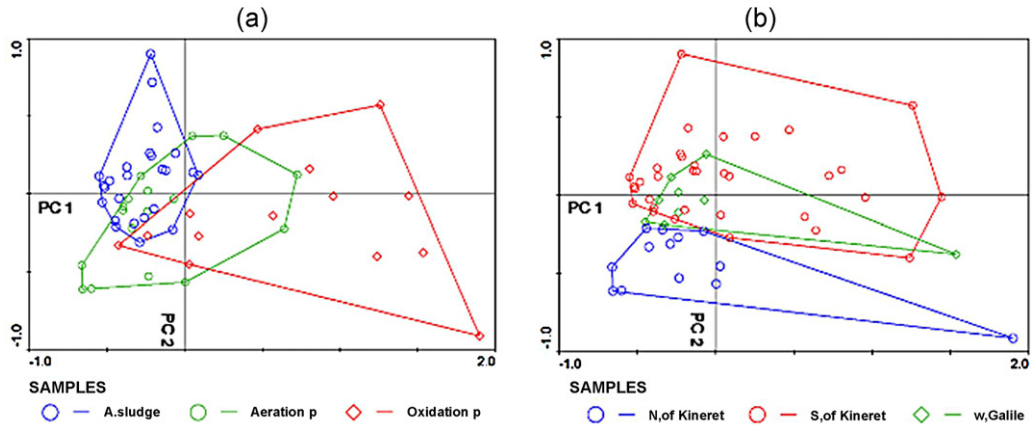 (a)
(b)
1.0
PC 1
PC 2
-1.0
-1.0
2.0
1.0
PC 1
PC 2
-1.0
-1.0
2.0
SAMPLES
A.sludge
Aeration p
Oxidation p
SAMPLES
N,of Kineret
S,of Kineret
w,Galile